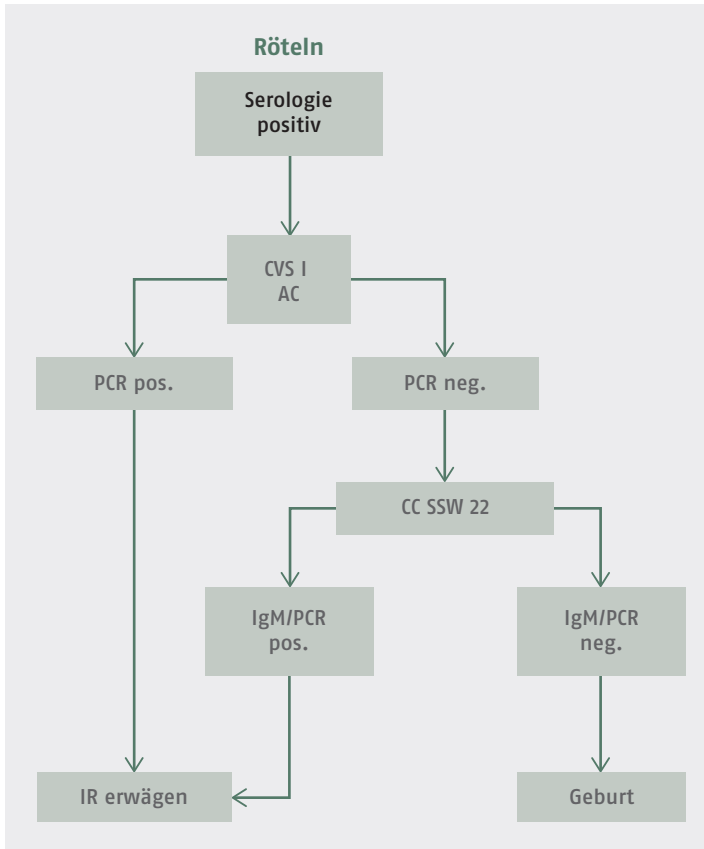 Röteln
Serologie
positiv
CVS I
AC
PCR pos.
PCR neg.
CC SSW 22
IgM/PCR
pos.
IgM/PCR
neg.
IR erwägen
Geburt